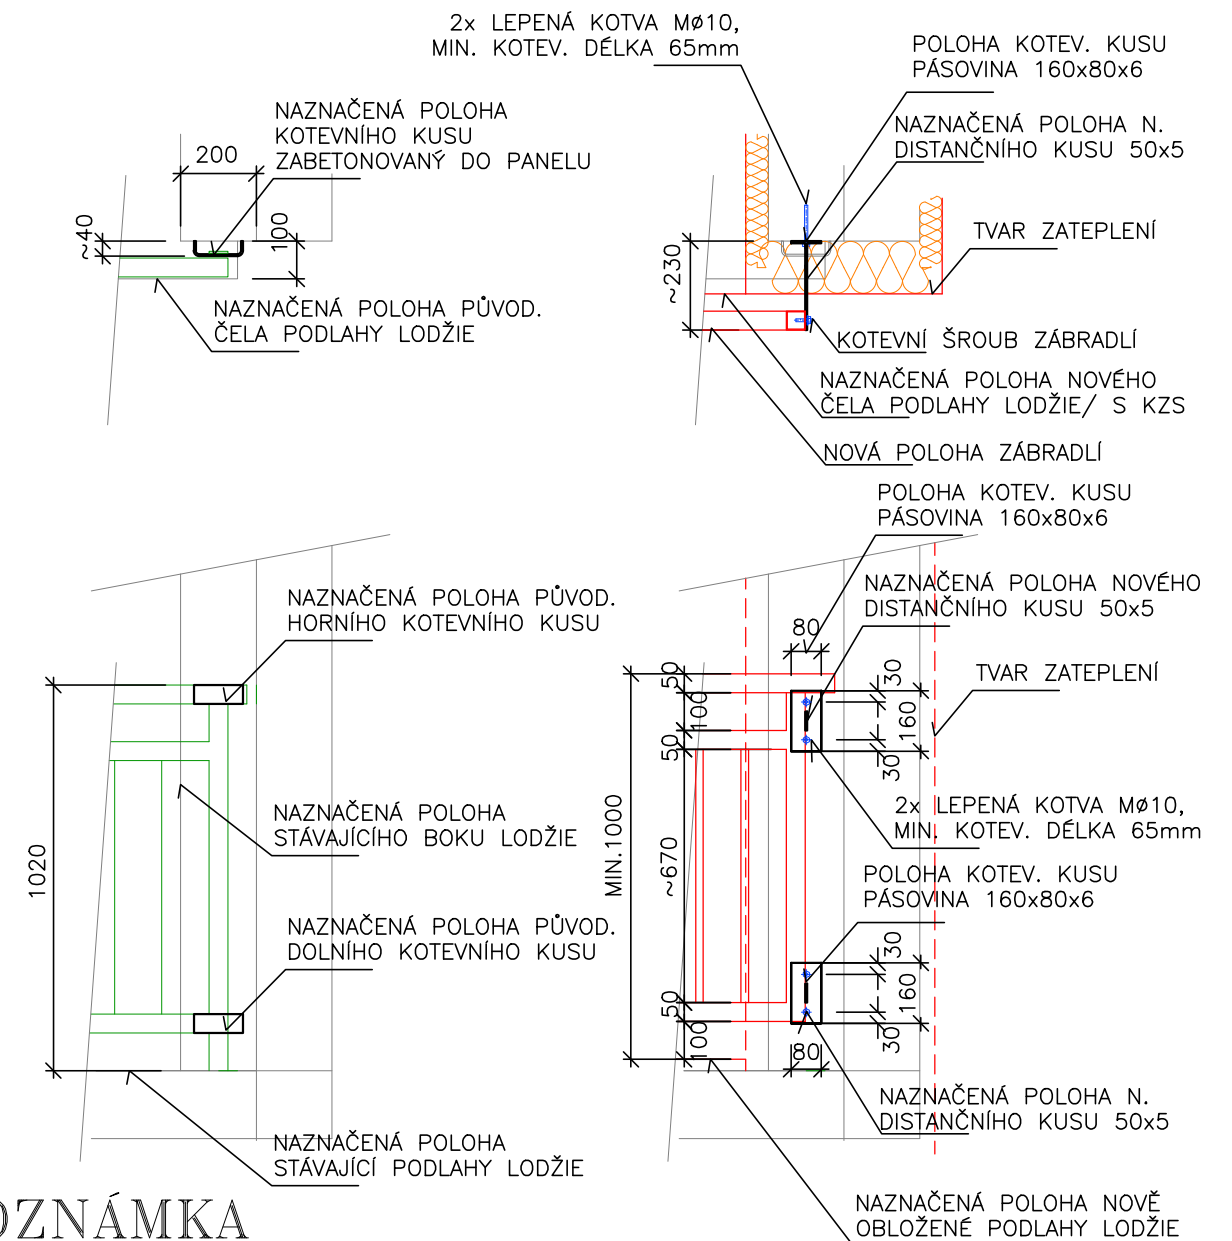 2x LEPENÁ KOTVA MØ10,
MIN. KOTEV. DÉLKA 65mm
POLOHA KOTEV. KUSU
PÁSOVINA 160x80x6
NAZNAČENÁ POLOHA
KOTEVNÍHO KUSU
ZABETONOVANÝ DO PANELU
NAZNAČENÁ POLOHA N.
DISTANČNÍHO KUSU 50x5
200
~40
100
TVAR ZATEPLENÍ
~230
NAZNAČENÁ POLOHA PŮVOD.
ČELA PODLAHY LODŽIE
KOTEVNÍ ŠROUB ZÁBRADLÍ
NAZNAČENÁ POLOHA NOVÉHO
ČELA PODLAHY LODŽIE/ S KZS
NOVÁ POLOHA ZÁBRADLÍ
POLOHA KOTEV. KUSU
PÁSOVINA 160x80x6
NAZNAČENÁ POLOHA PŮVOD.
HORNÍHO KOTEVNÍHO KUSU
NAZNAČENÁ POLOHA NOVÉHO
DISTANČNÍHO KUSU 50x5
80
TVAR ZATEPLENÍ
50
30
100
160
50
30
NAZNAČENÁ POLOHA
STÁVAJÍCÍHO BOKU LODŽIE
2x LEPENÁ KOTVA MØ10,
MIN. KOTEV. DÉLKA 65mm
1020
MIN.1000
~670
POLOHA KOTEV. KUSU
PÁSOVINA 160x80x6
NAZNAČENÁ POLOHA PŮVOD.
DOLNÍHO KOTEVNÍHO KUSU
30
160
50
30
100
80
NAZNAČENÁ POLOHA N.
DISTANČNÍHO KUSU 50x5
NAZNAČENÁ POLOHA
STÁVAJÍCÍ PODLAHY LODŽIE
NAZNAČENÁ POLOHA NOVĚ
OBLOŽENÉ PODLAHY LODŽIE
OZNÁMKA